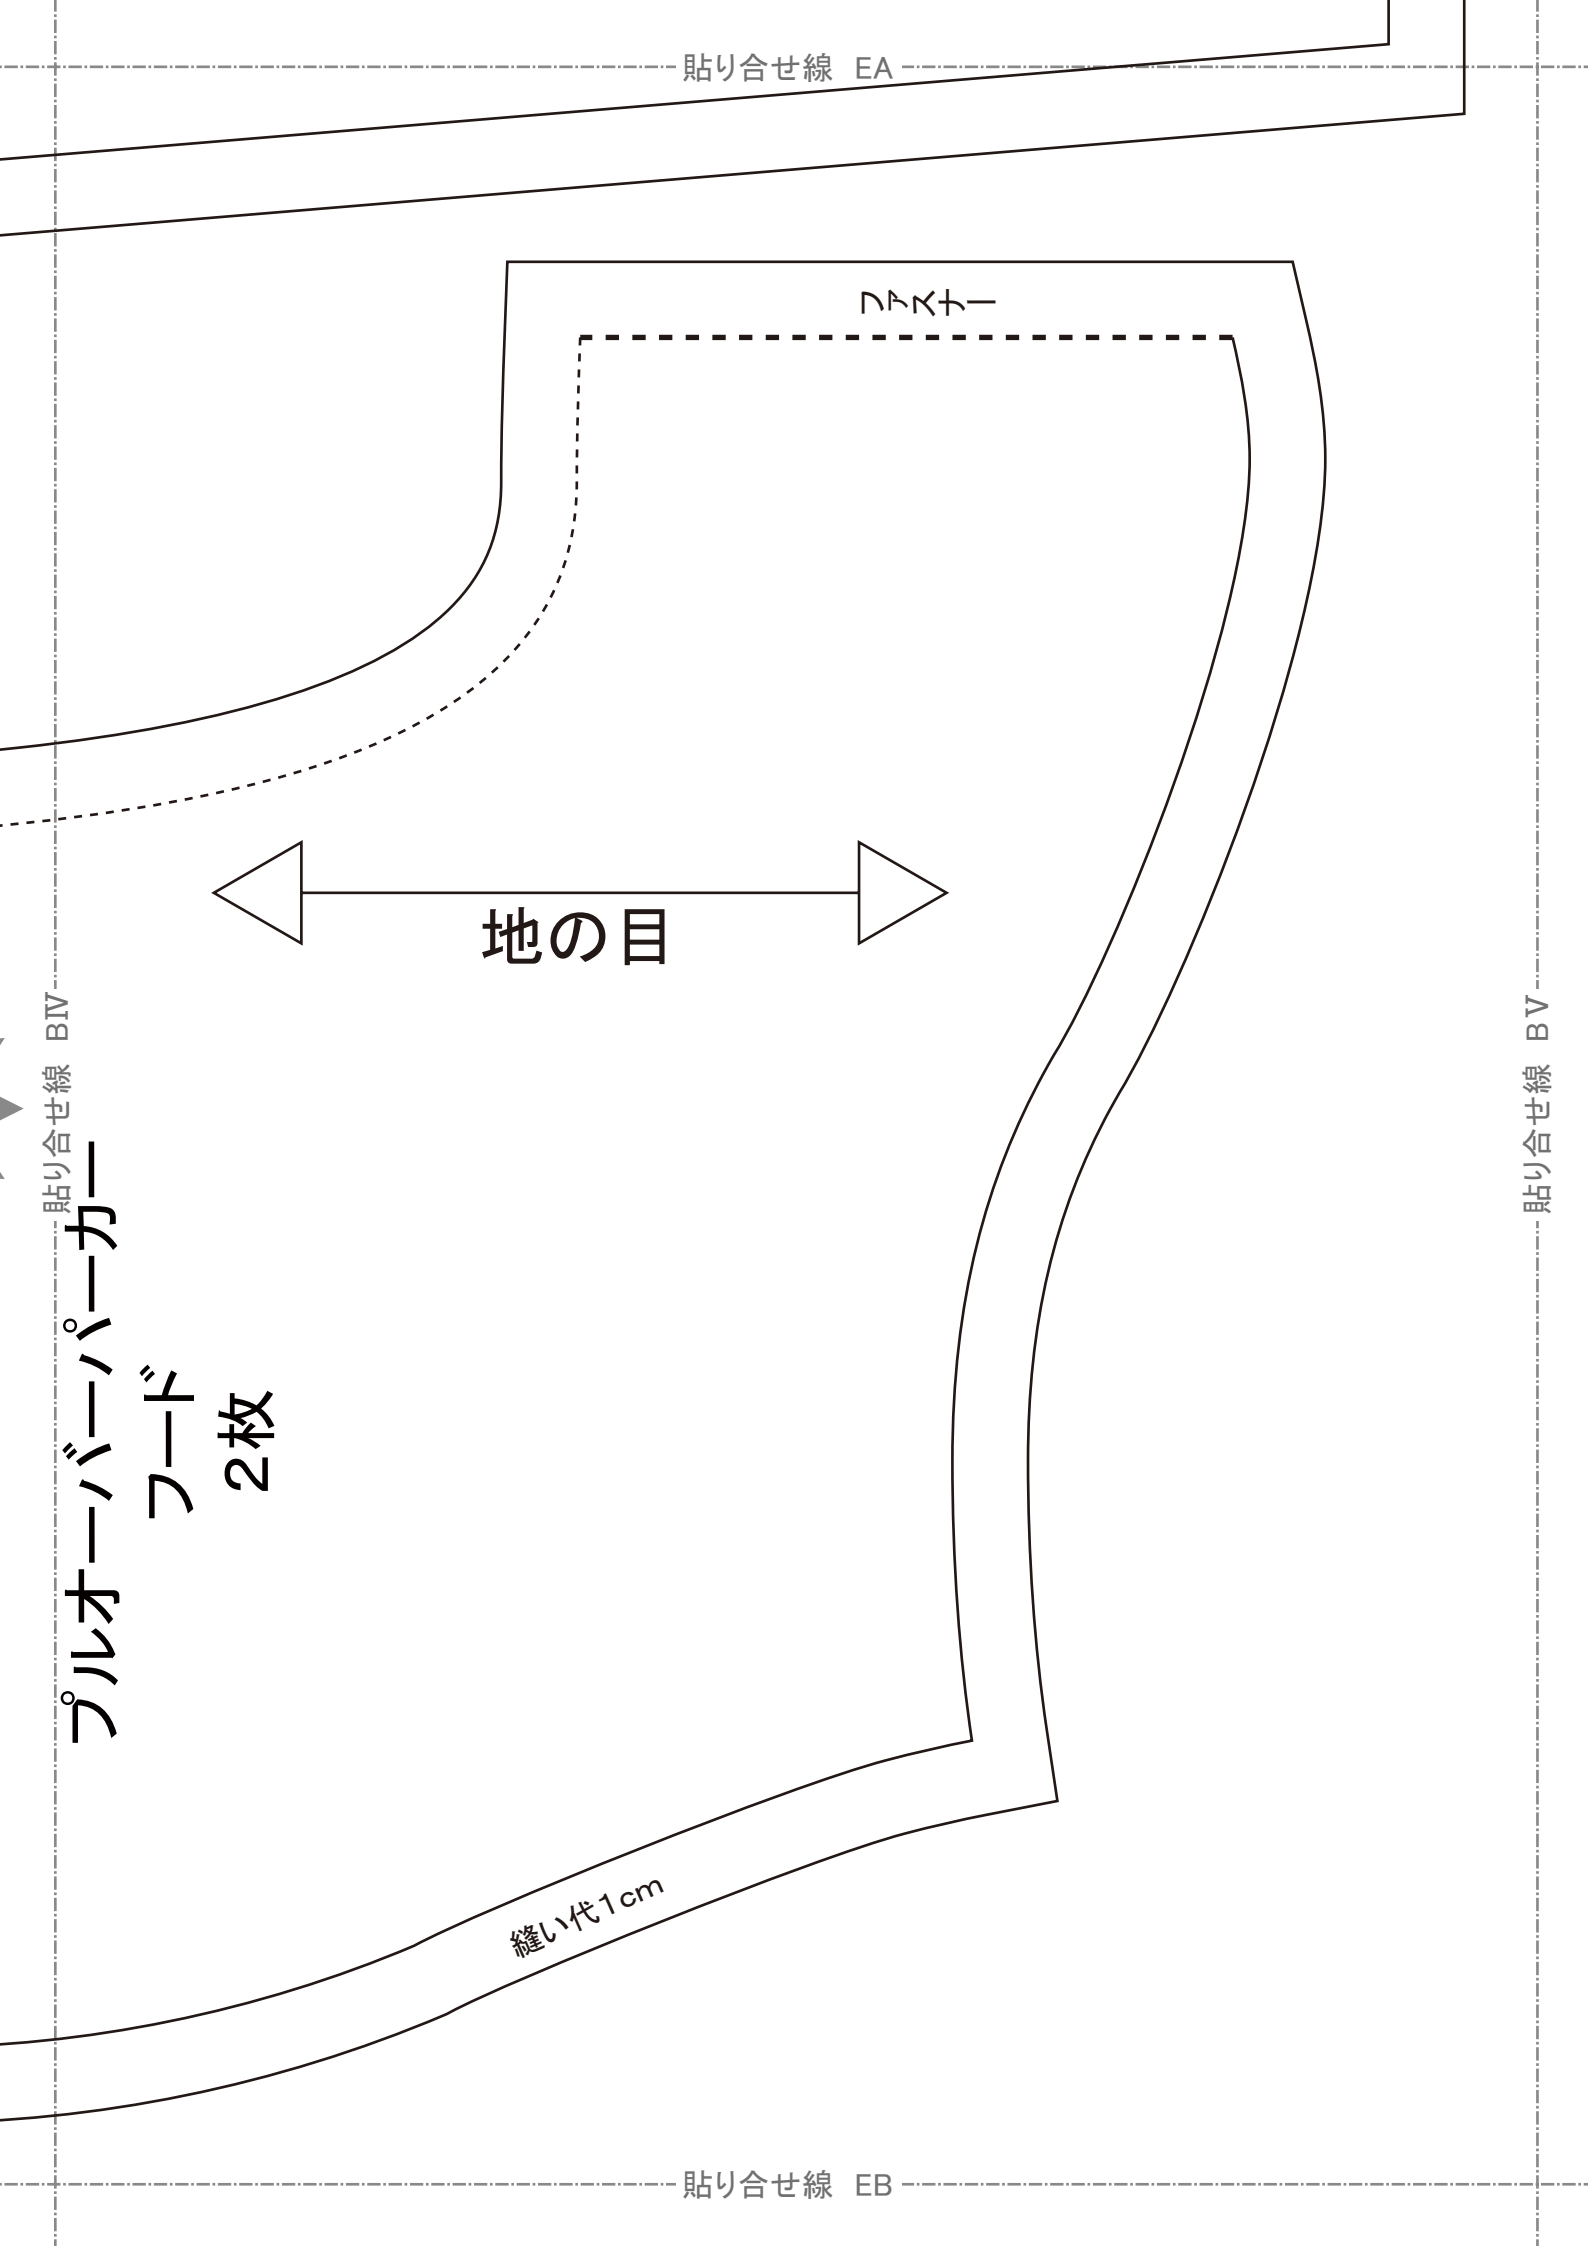 貼り合せ線 EA
ファスナー
地の目
貼り合せ線 BⅣ
貼り合せ線 BⅤ
プルオーバーパーカー
フード
2枚
縫い代1cm
貼り合せ線 EB